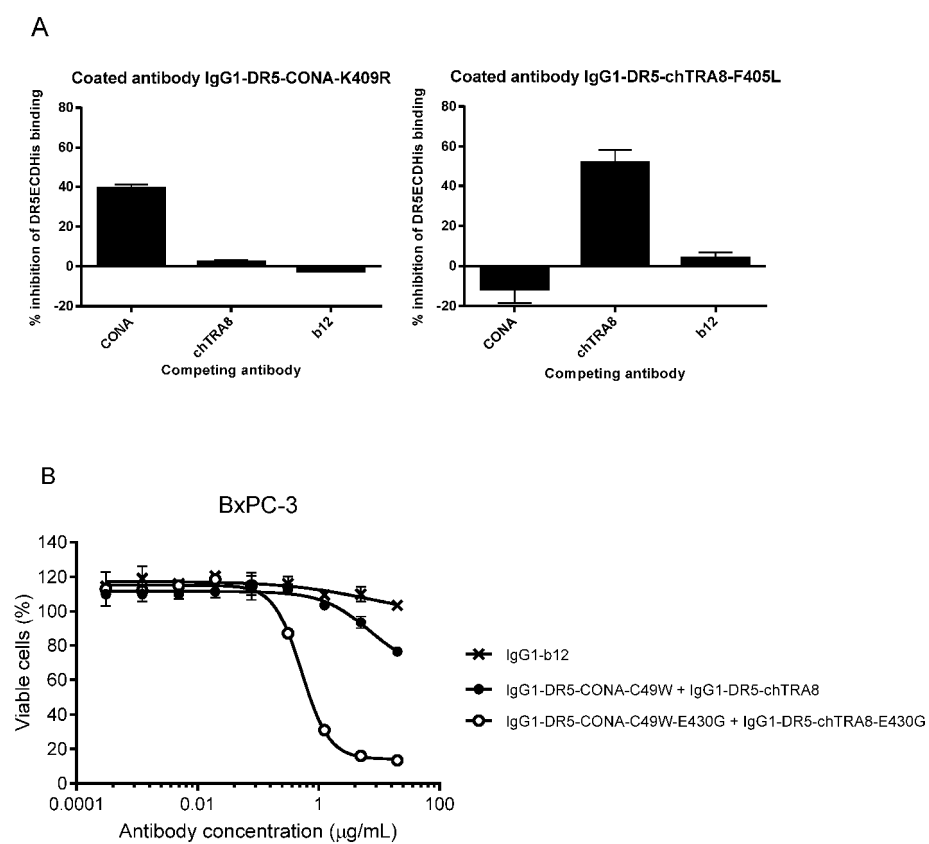 A
Coated antibody IgG1-DR5-CONA-K409R
% inhibition of DR5ECDHis binding
80
60
40
20
0
-20
CONA
chTRA8
b12
Competing antibody
Coated antibody IgG1-DR5-chTRA8-F405L
% inhibition of DR5ECDHis binding
80
60
40
20
0
-20
CONA
chTRA8
b12
Competing antibody
B
BxPC-3
Viable cells (%)
140
120
100
80
60
40
20
0
0.0001
0.01
1
100
Antibody concentration (μg/mL)
IgG1-b12
IgG1-DR5-CONA-C49W + IgG1-DR5-chTRA8
IgG1-DR5-CONA-C49W-E430G + IgG1-DR5-chTRA8-E430G